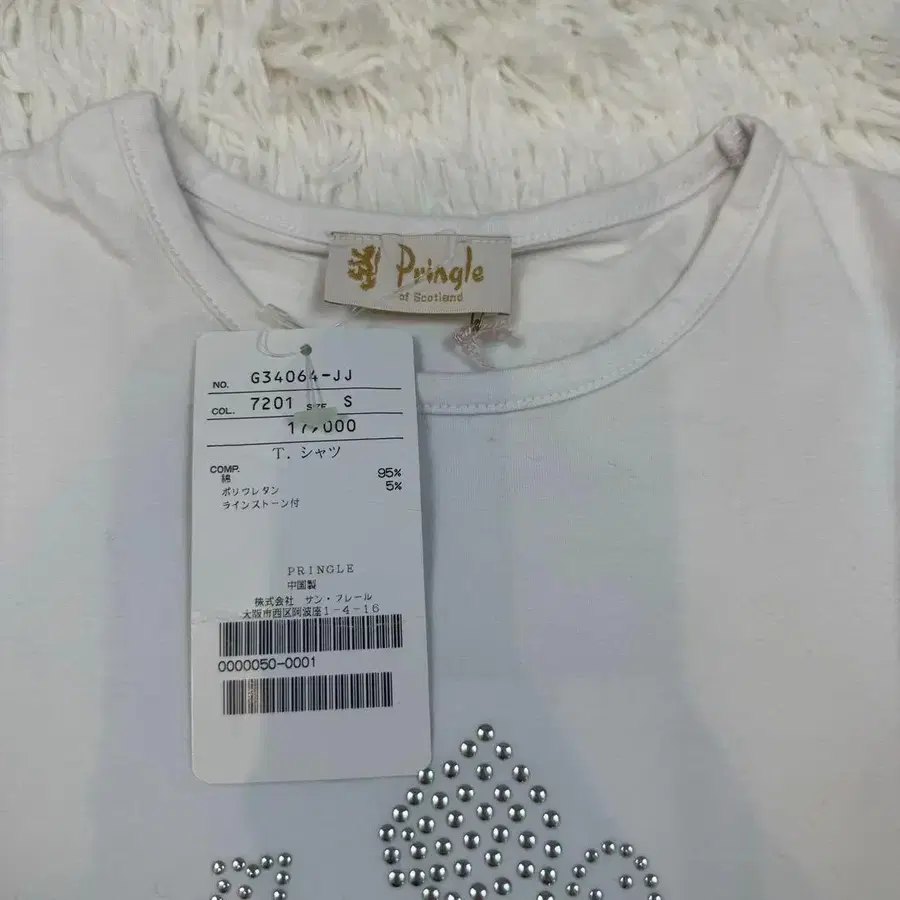 Pringle
of Scotland
NO. G34064-JJ
COL. 7201 SIZE S
17,000
T.シャツ
COMP.
綿 95%
ポリウレタン 5%
ラインストーン付
PRINGLE
中国製
株式会社 サン・フレール
大阪市西区阿波座1-4-16
0000050-0001